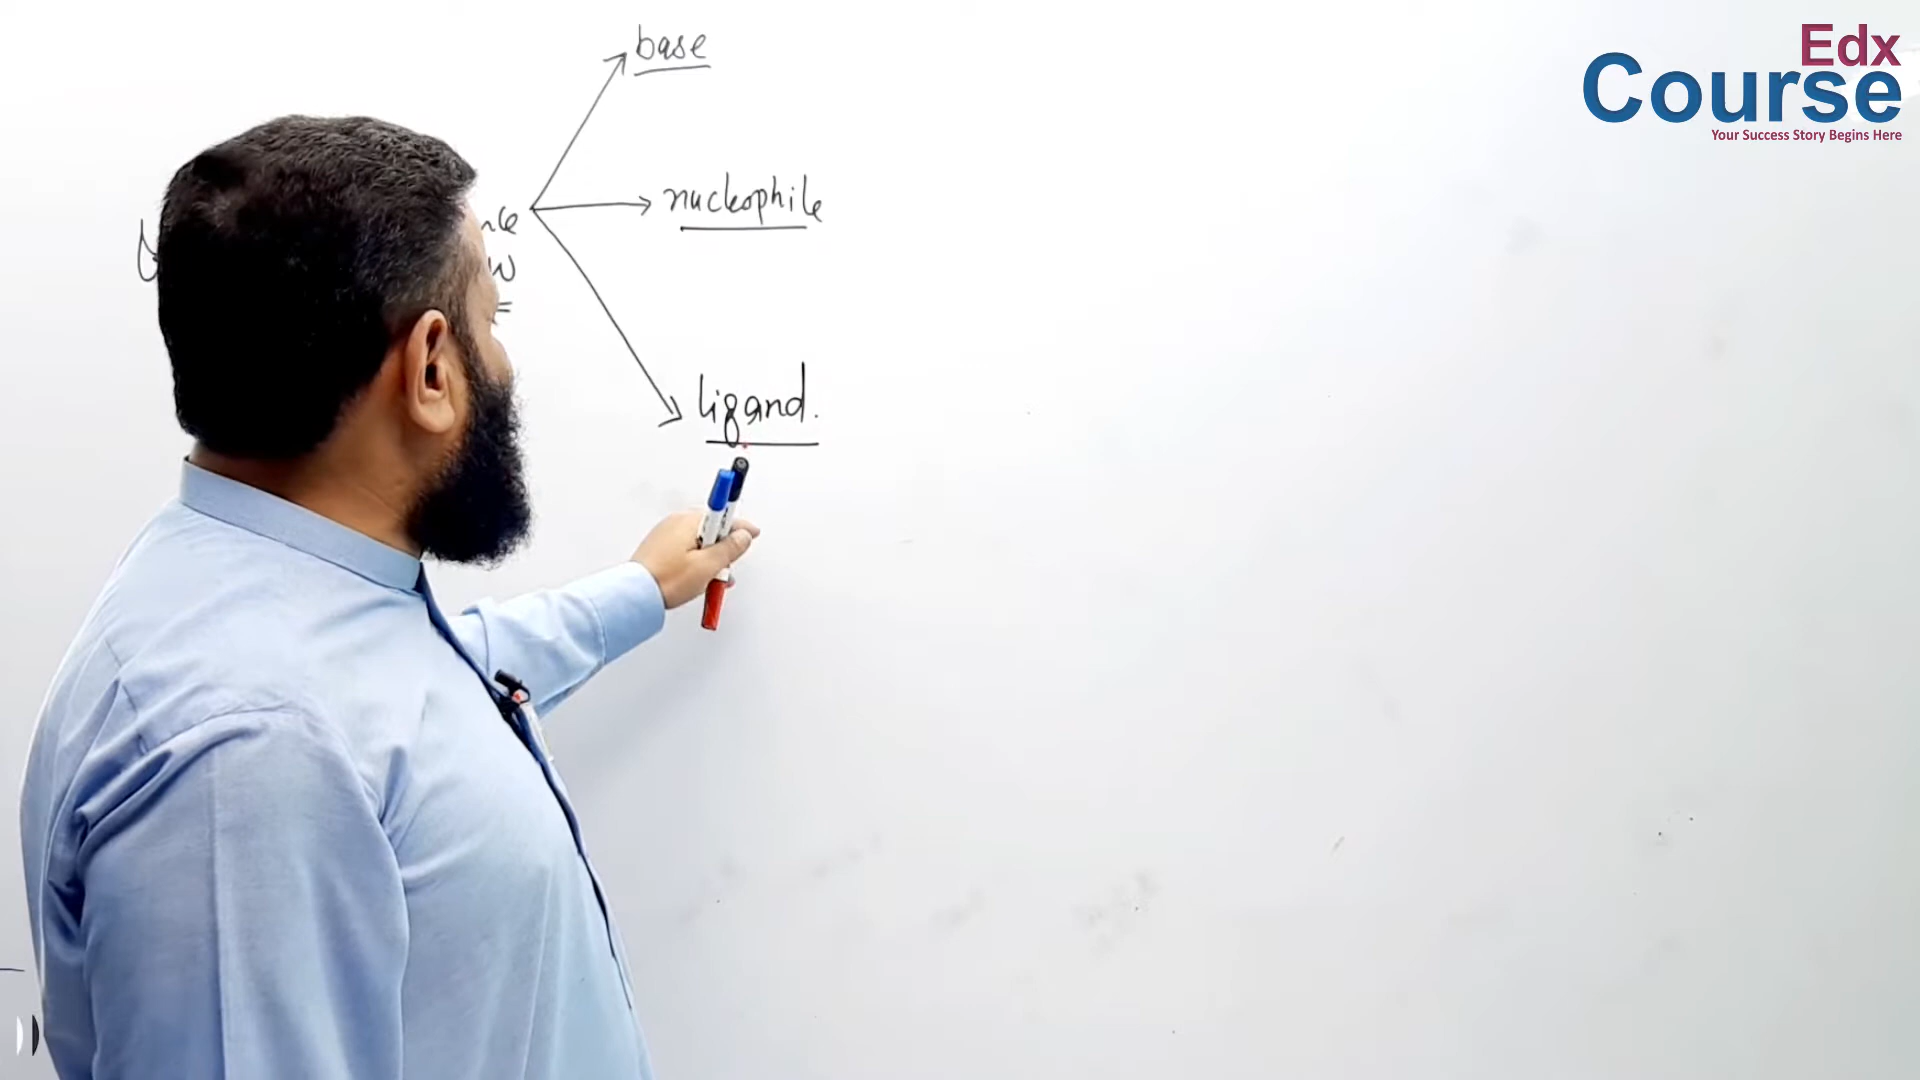 base
nucleophile
ligand.
Edx
Course
Your Success Story Begins Here